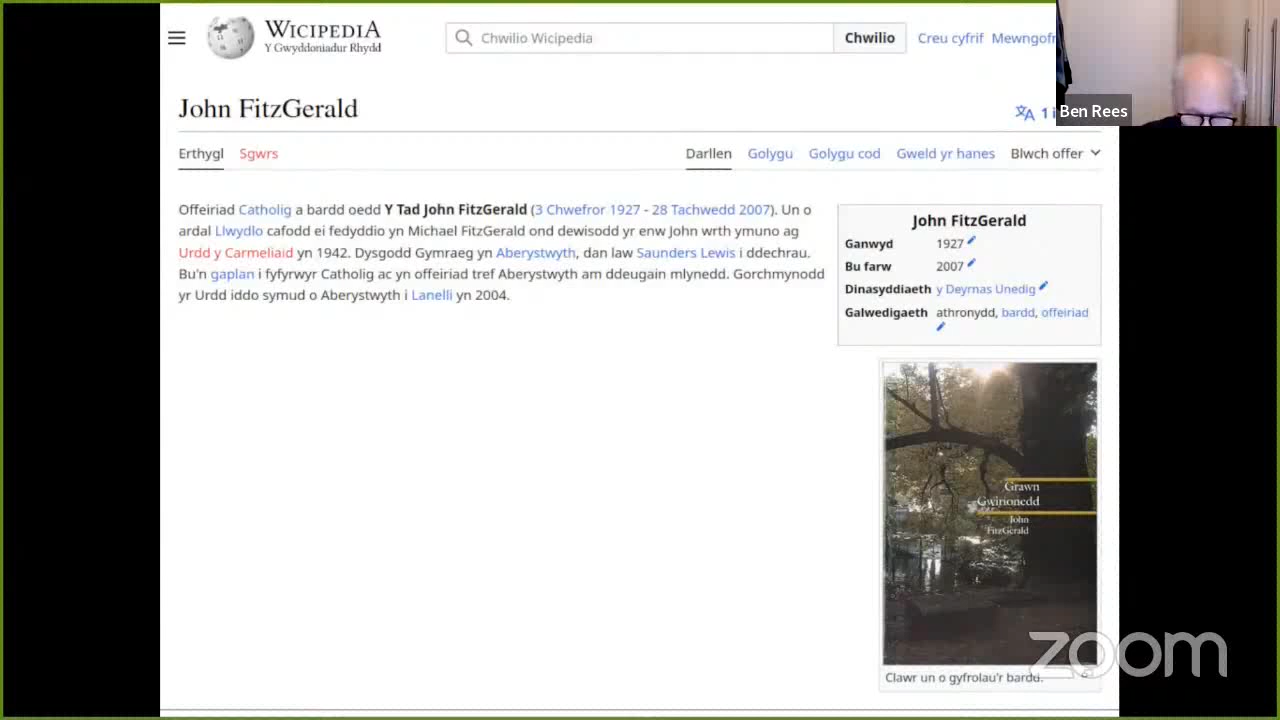 WICIPEDIA
Y Gwyddoniadur Rhydd
Chwilio Wicipedia
Chwilio
Creu cyfrif
Ben Rees
John FitzGerald
1
Erthygl
Sgwrs
Darllen
Golygu
Golygu cod
Gweld yr hanes
Blwch offer
Offeiriad Catholig a bardd oedd Y Tad John FitzGerald (3 Chwefror 1927 - 28 Tachwedd 2007). Un o
ardal Llwydlo cafodd ei fedyddio yn Michael FitzGerald ond dewisodd yr enw John wrth ymuno ag
Urdd y Carmeliaid yn 1942. Dysgodd Gymraeg yn Aberystwyth, dan law Saunders Lewis i ddechrau.
Bu'n gaplan i fyfyrwyr Catholig ac yn offeiriad tref Aberystwyth am ddeugain mlynedd. Gorchmynodd
yr Urdd iddo symud o Aberystwyth i Lanelli yn 2004.
John FitzGerald
Ganwyd 1927
Bu farw 2007
Dinasyddiaeth y Deyrnas Unedig
Galwedigaeth athronydd, bardd, offeiriad
Grawn
Gwirionedd
John
FitzGerald
Clawr un o gyfrolau'r bardd.
zoom